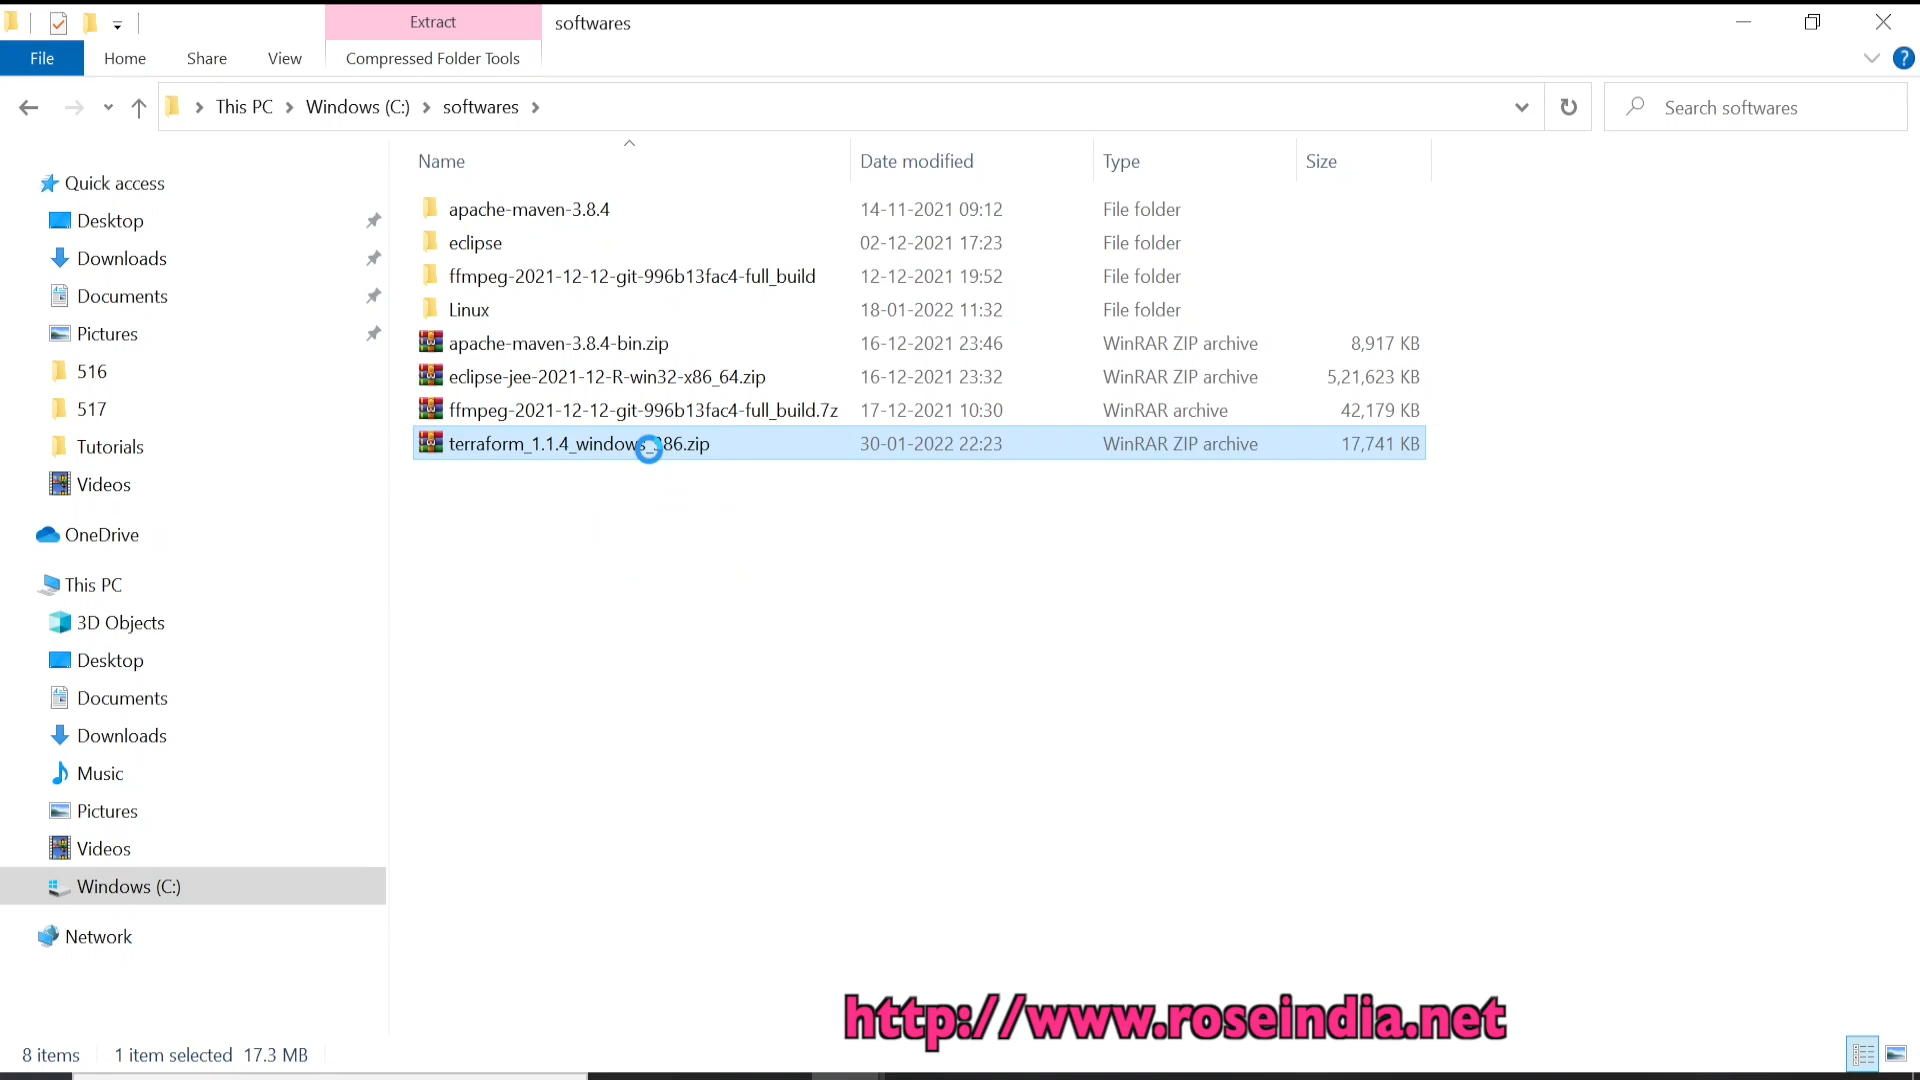 Extract
softwares
File
Home
Share
View
Compressed Folder Tools
This PC
Windows (C:)
softwares
Search softwares
Name
Date modified
Type
Size
Quick access
Desktop
Downloads
Documents
Pictures
516
517
Tutorials
Videos
OneDrive
This PC
3D Objects
Desktop
Documents
Downloads
Music
Pictures
Videos
Windows (C:)
Network
apache-maven-3.8.4 14-11-2021 09:12 File folder
eclipse 02-12-2021 17:23 File folder
ffmpeg-2021-12-12-git-996b13fac4-full_build 12-12-2021 19:52 File folder
Linux 18-01-2022 11:32 File folder
apache-maven-3.8.4-bin.zip 16-12-2021 23:46 WinRAR ZIP archive 8,917 KB
eclipse-jee-2021-12-R-win32-x86_64.zip 16-12-2021 23:32 WinRAR ZIP archive 5,21,623 KB
ffmpeg-2021-12-12-git-996b13fac4-full_build.7z 17-12-2021 10:30 WinRAR archive 42,179 KB
terraform_1.1.4_windows_386.zip 30-01-2022 22:23 WinRAR ZIP archive 17,741 KB
http://www.roseindia.net
8 items 1 item selected 17.3 MB